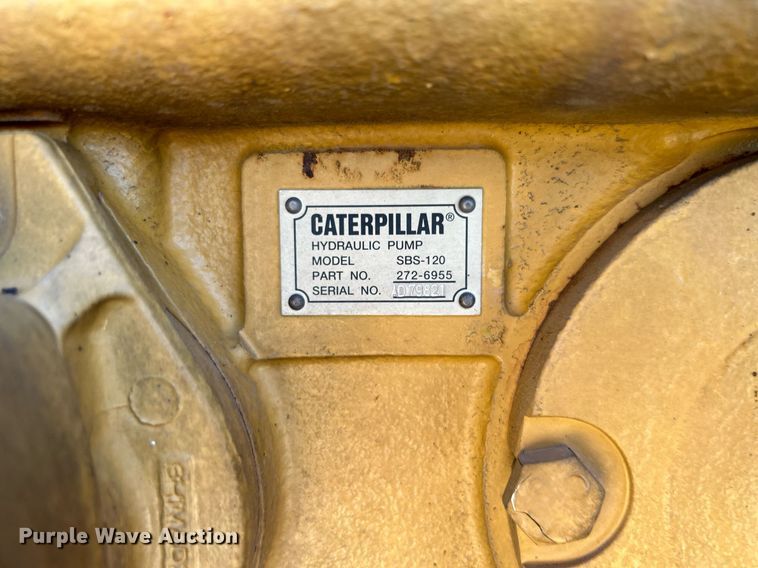 CATERPILLAR®
HYDRAULIC PUMP
MODEL SBS-120
PART NO. 272-6955
SERIAL NO.
Purple Wave Auction